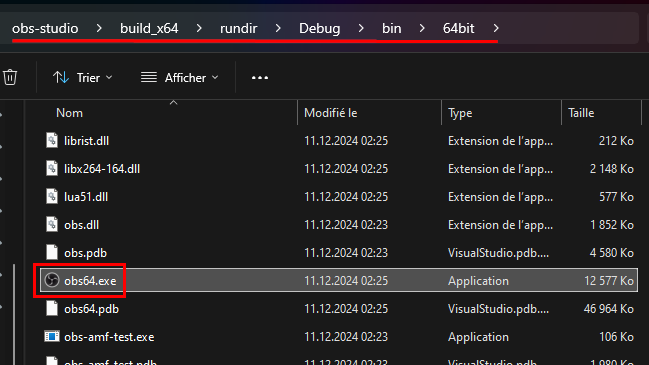 obs-studio > build_x64 > rundir > Debug > bin > 64bit >
Trier Afficher ...
Nom Modifié le Type Taille
librist.dll 11.12.2024 02:25 Extension de l'app... 212 Ko
libx264-164.dll 11.12.2024 02:25 Extension de l'app... 2 148 Ko
lua51.dll 11.12.2024 02:25 Extension de l'app... 577 Ko
obs.dll 11.12.2024 02:23 Extension de l'app... 1 852 Ko
obs.pdb 11.12.2024 02:23 VisualStudio.pdb.... 4 580 Ko
obs64.exe 11.12.2024 02:25 Application 12 577 Ko
obs64.pdb 11.12.2024 02:25 VisualStudio.pdb.... 46 964 Ko
obs-amf-test.exe 11.12.2024 02:23 Application 106 Ko
obs-amf-test.pdb 11.12.2024 02:23 VisualStudio.pdb.... 1 980 Ko